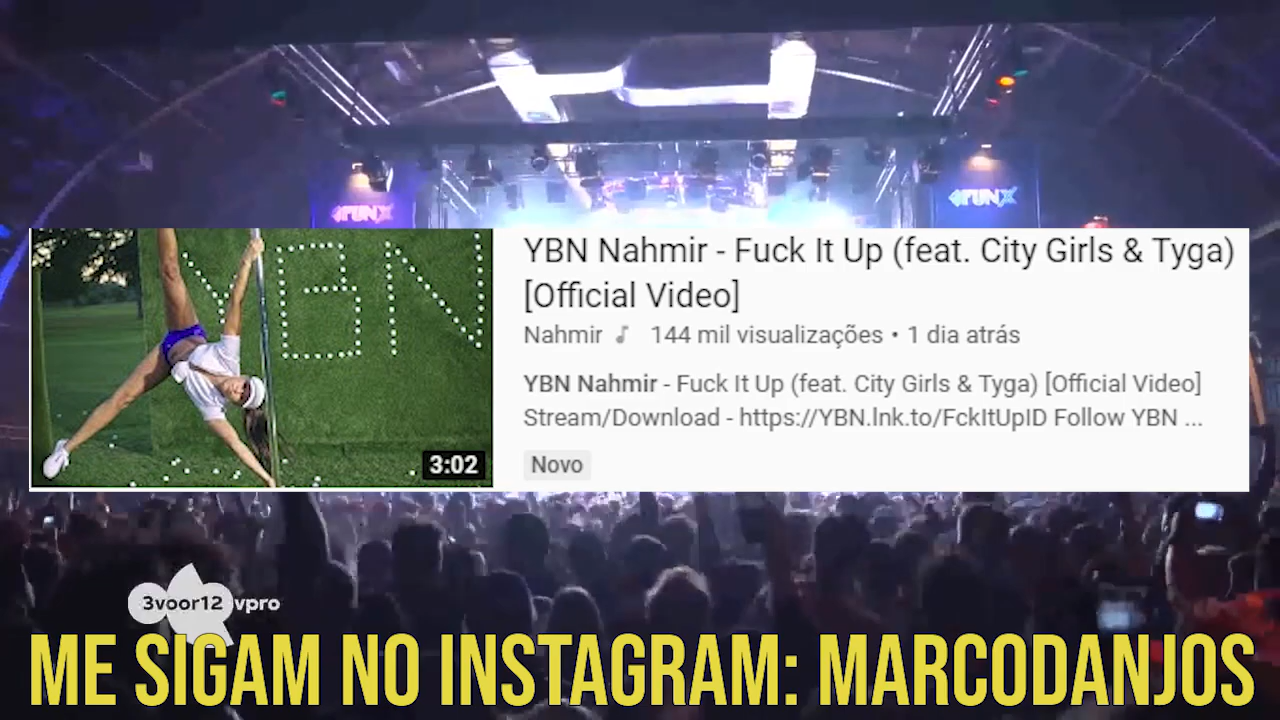 FUNX
FUNX
YBN
YBN Nahmir - Fuck It Up (feat. City Girls & Tyga)
[Official Video]
Nahmir 144 mil visualizações • 1 dia atrás
YBN Nahmir - Fuck It Up (feat. City Girls & Tyga) [Official Video]
Stream/Download - https://YBN.lnk.to/FckItUpID Follow YBN ...
3:02
Novo
3voor12 vpro
ME SIGAM NO INSTAGRAM: MARCODANJOS